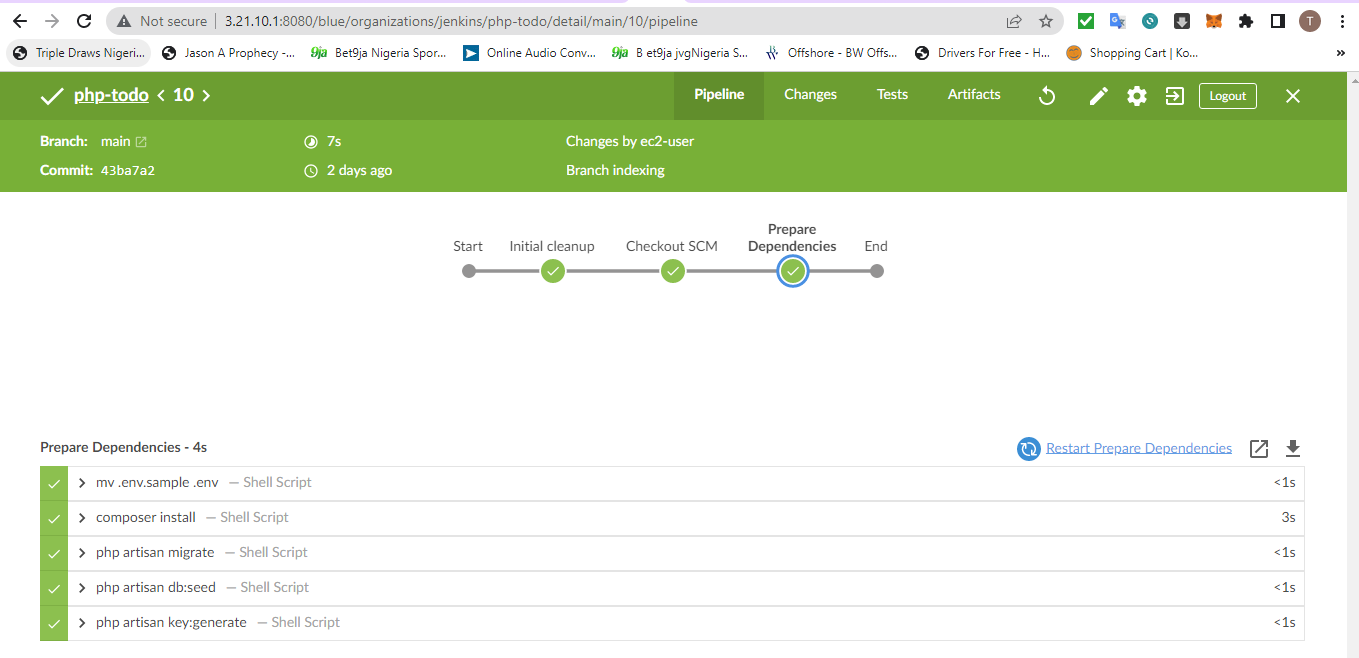 Not secure | 3.21.10.1:8080/blue/organizations/jenkins/php-todo/detail/main/10/pipeline
T
Triple Draws Nigeri... Jason A Prophecy -... 9ja Bet9ja Nigeria Spor... Online Audio Conv... 9ja B et9ja jvgNigeria S... Offshore - BW Offs... Drivers For Free - H... Shopping Cart | Ko... »
php-todo < 10 > Pipeline Changes Tests Artifacts Logout
Branch: main 7s Changes by ec2-user
Commit: 43ba7a2 2 days ago Branch indexing
Prepare
Start Initial cleanup Checkout SCM Dependencies End
Prepare Dependencies - 4s Restart Prepare Dependencies
mv .env.sample .env — Shell Script <1s
composer install — Shell Script 3s
php artisan migrate — Shell Script <1s
php artisan db:seed — Shell Script <1s
php artisan key:generate — Shell Script <1s